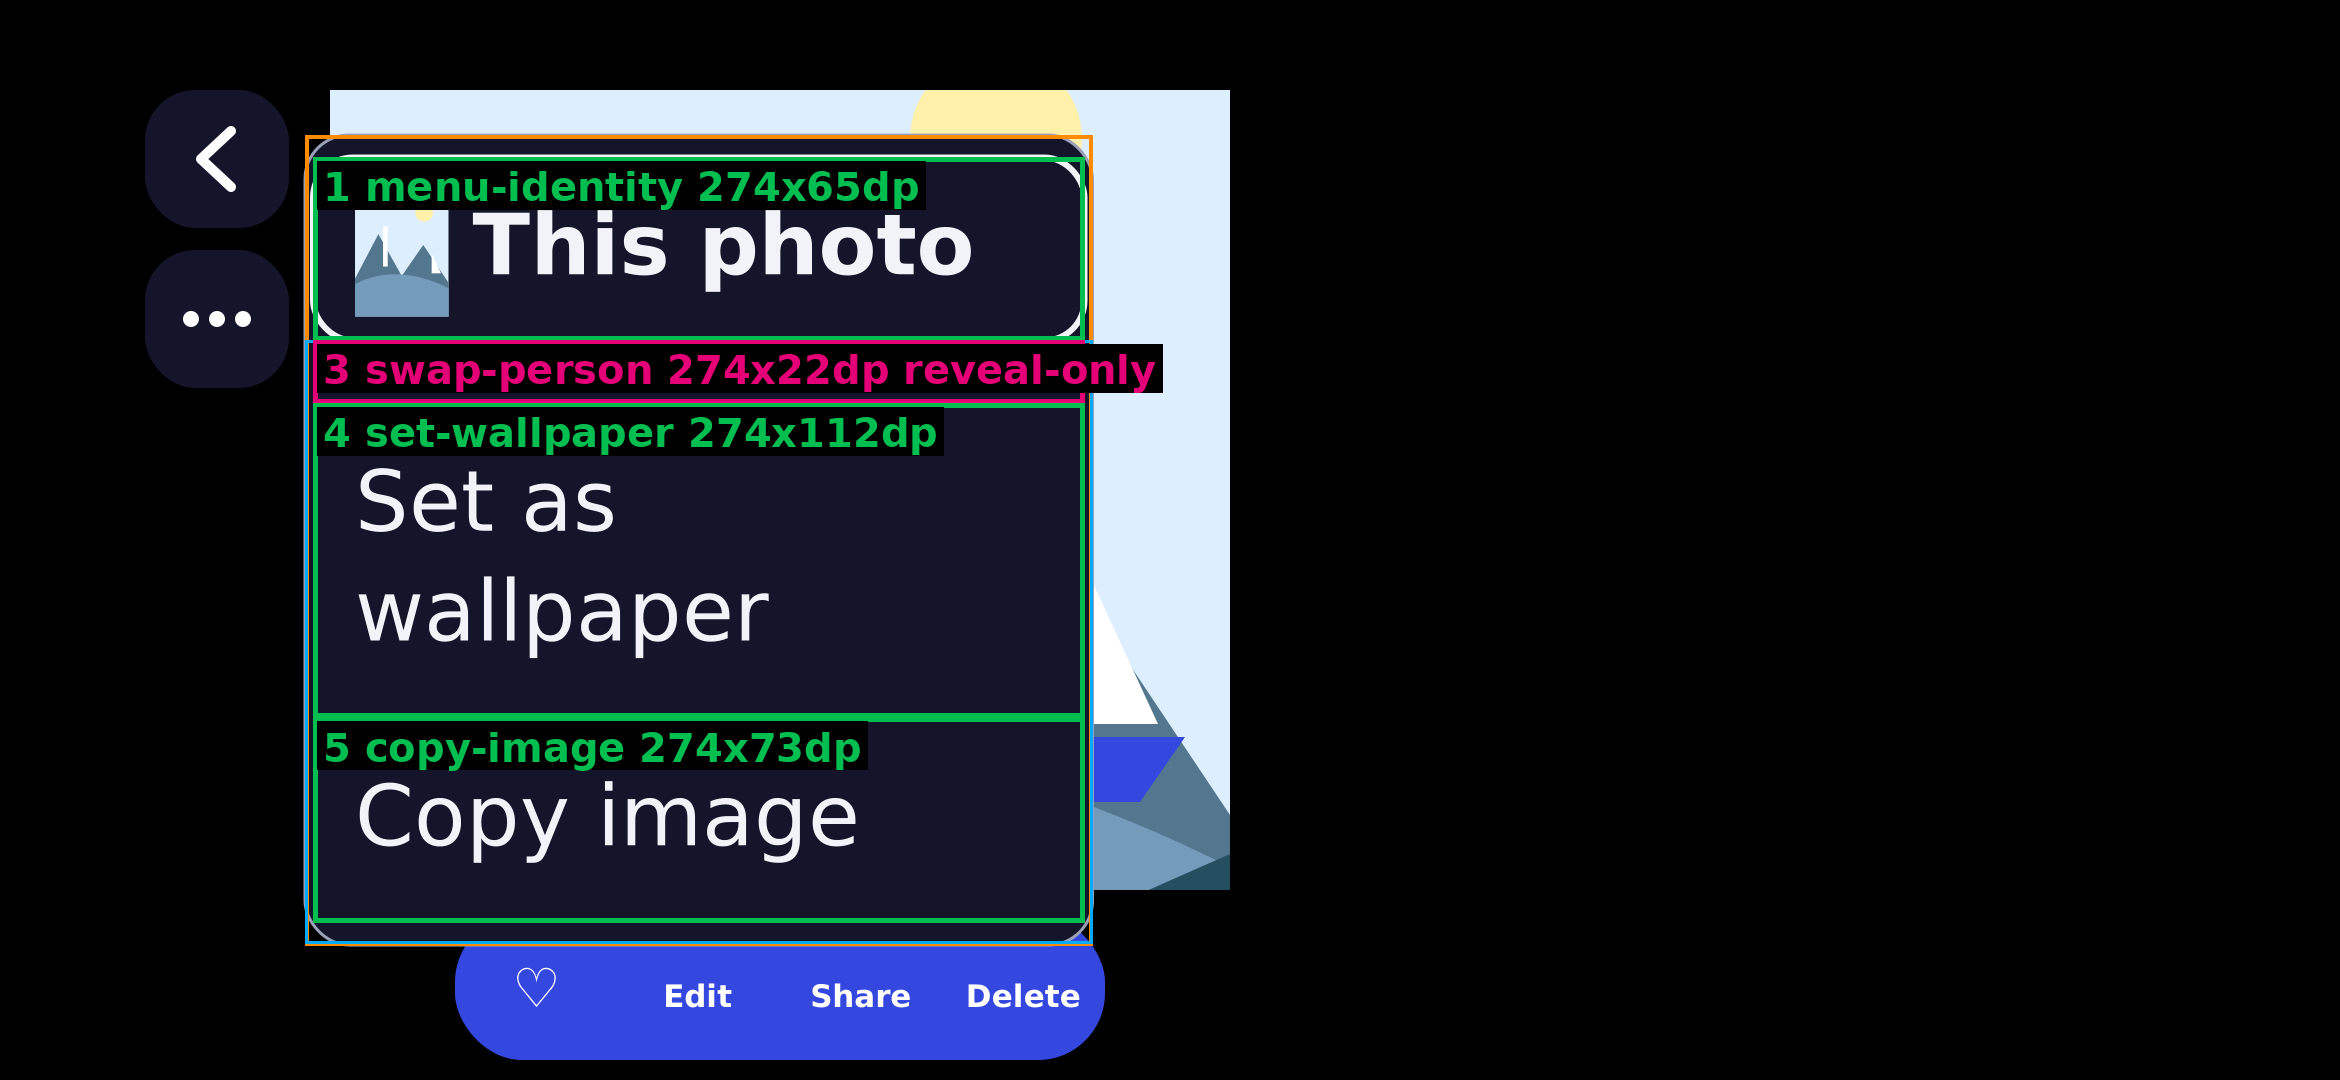 1 menu-identity 274x65dp
This photo
3 swap-person 274x22dp reveal-only
4 set-wallpaper 274x112dp
Set as
wallpaper
5 copy-image 274x73dp
Copy image
Edit Share Delete